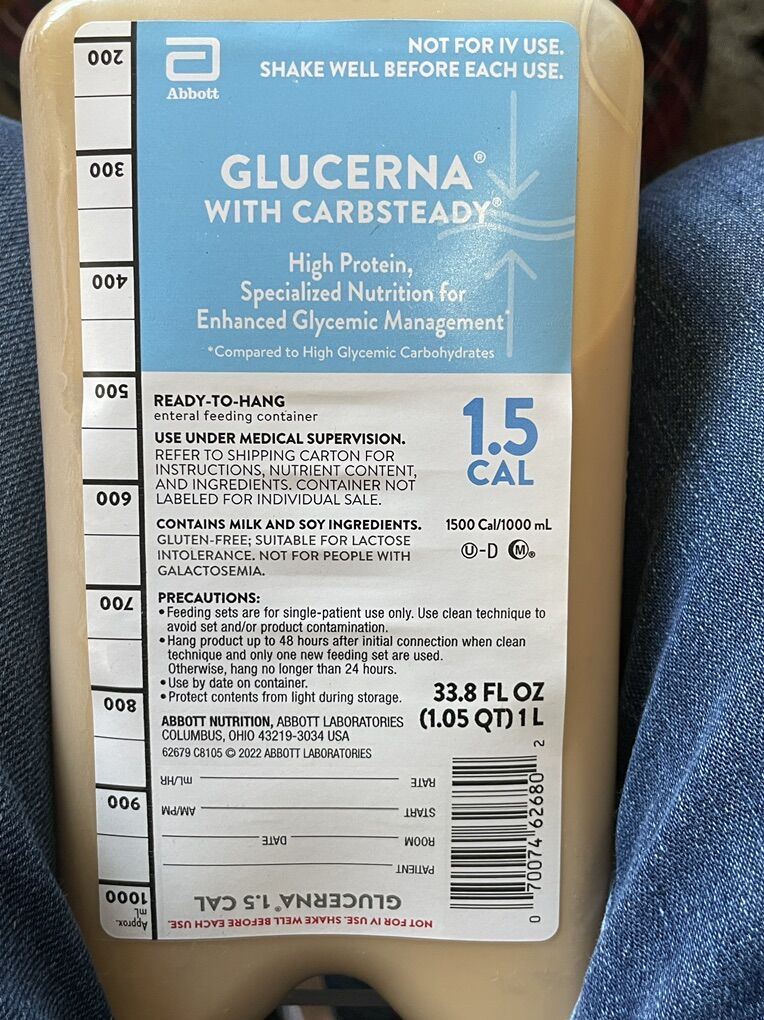 NOT FOR IV USE.
SHAKE WELL BEFORE EACH USE.
Abbott
GLUCERNA®
WITH CARBSTEADY®
High Protein,
Specialized Nutrition for
Enhanced Glycemic Management*
*Compared to High Glycemic Carbohydrates
READY-TO-HANG
enteral feeding container
USE UNDER MEDICAL SUPERVISION.
REFER TO SHIPPING CARTON FOR
INSTRUCTIONS, NUTRIENT CONTENT,
AND INGREDIENTS. CONTAINER NOT
LABELED FOR INDIVIDUAL SALE.
1.5
CAL
CONTAINS MILK AND SOY INGREDIENTS.
GLUTEN-FREE; SUITABLE FOR LACTOSE
INTOLERANCE. NOT FOR PEOPLE WITH
GALACTOSEMIA.
1500 Cal/1000 mL
Ⓤ-D Ⓜ®
PRECAUTIONS:
• Feeding sets are for single-patient use only. Use clean technique to
avoid set and/or product contamination.
• Hang product up to 48 hours after initial connection when clean
technique and only one new feeding set are used.
Otherwise, hang no longer than 24 hours.
• Use by date on container.
• Protect contents from light during storage.
33.8 FL OZ
(1.05 QT) 1 L
ABBOTT NUTRITION, ABBOTT LABORATORIES
COLUMBUS, OHIO 43219-3034 USA
62679 C8105 © 2022 ABBOTT LABORATORIES
RATE mL/HR
START AM/PM
ROOM DATE
PATIENT
GLUCERNA® 1.5 CAL
NOT FOR IV USE. SHAKE WELL BEFORE EACH USE.
0 70074 62680 2
200
300
400
500
600
700
800
900
1000
Approx.
mL